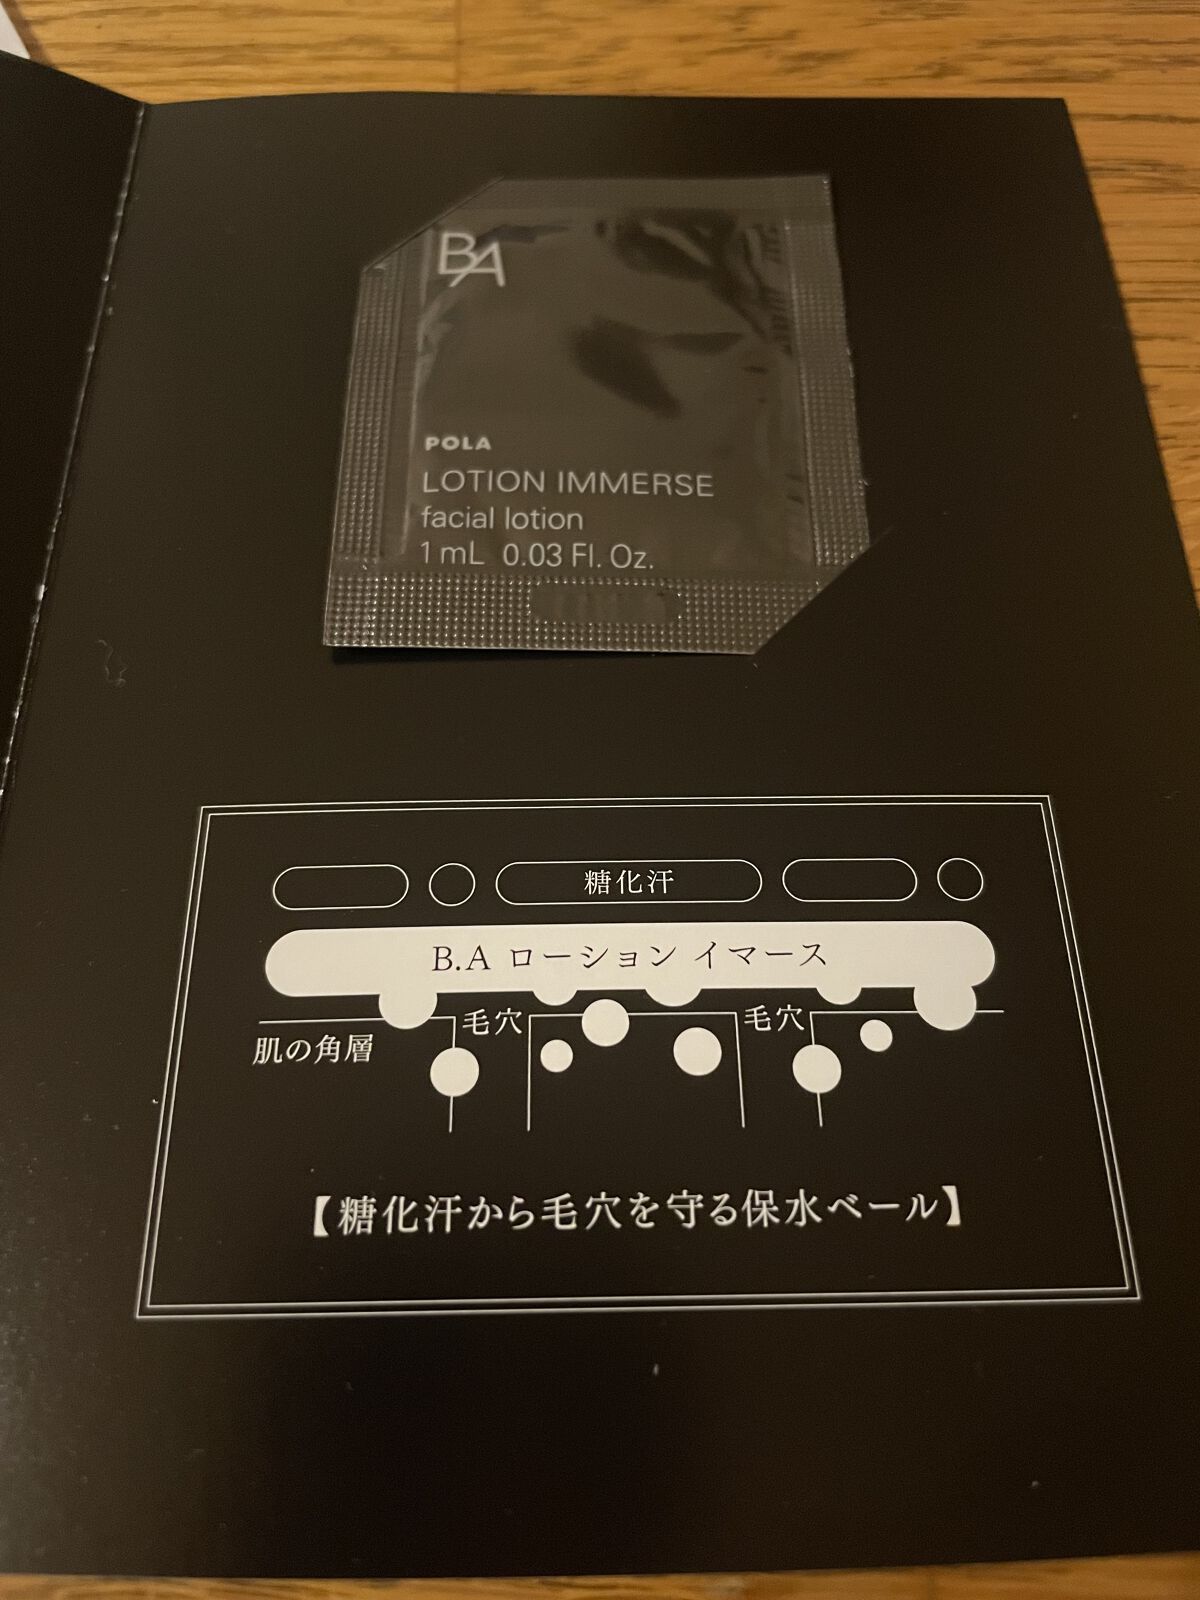 BA
POLA
LOTION IMMERSE
facial lotion
1 mL 0.03 Fl. Oz.
糖化汗
B.A ローション イマース
毛穴
毛穴
肌の角層
【糖化汗から毛穴を守る保水ベール】